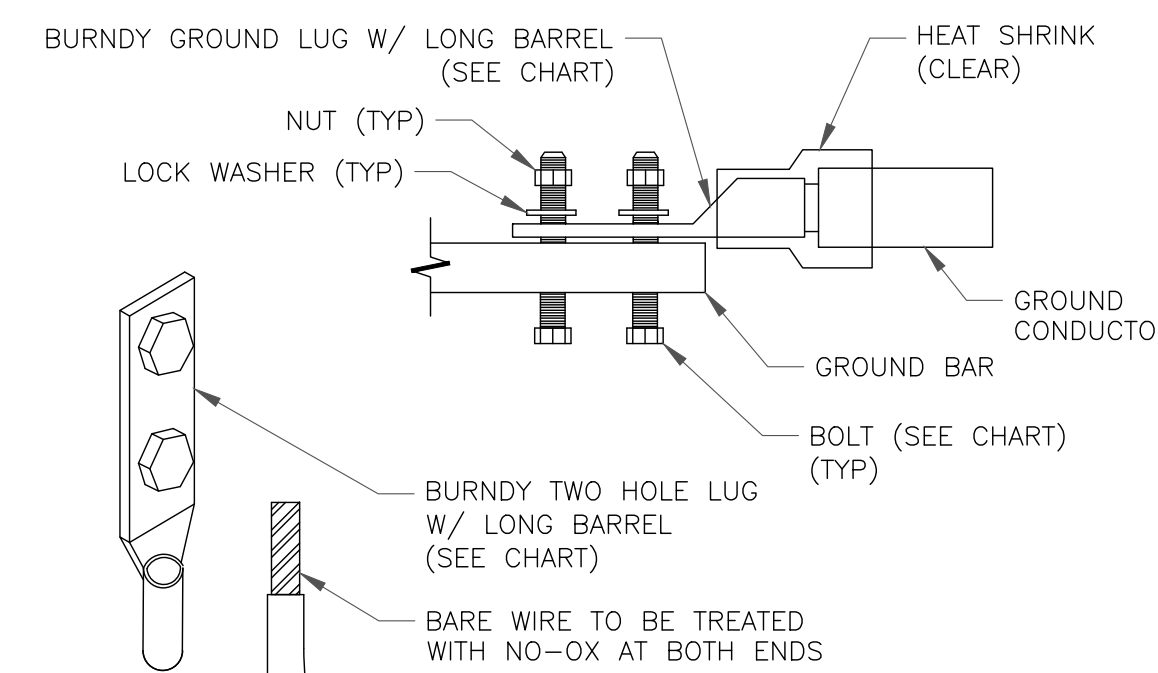 BURNDY GROUND LUG W/ LONG BARREL
(SEE CHART)
HEAT SHRINK
(CLEAR)
NUT (TYP)
LOCK WASHER (TYP)
GROUND
CONDUCTO
GROUND BAR
BOLT (SEE CHART)
(TYP)
BURNDY TWO HOLE LUG
W/ LONG BARREL
(SEE CHART)
BARE WIRE TO BE TREATED
WITH NO-OX AT BOTH ENDS